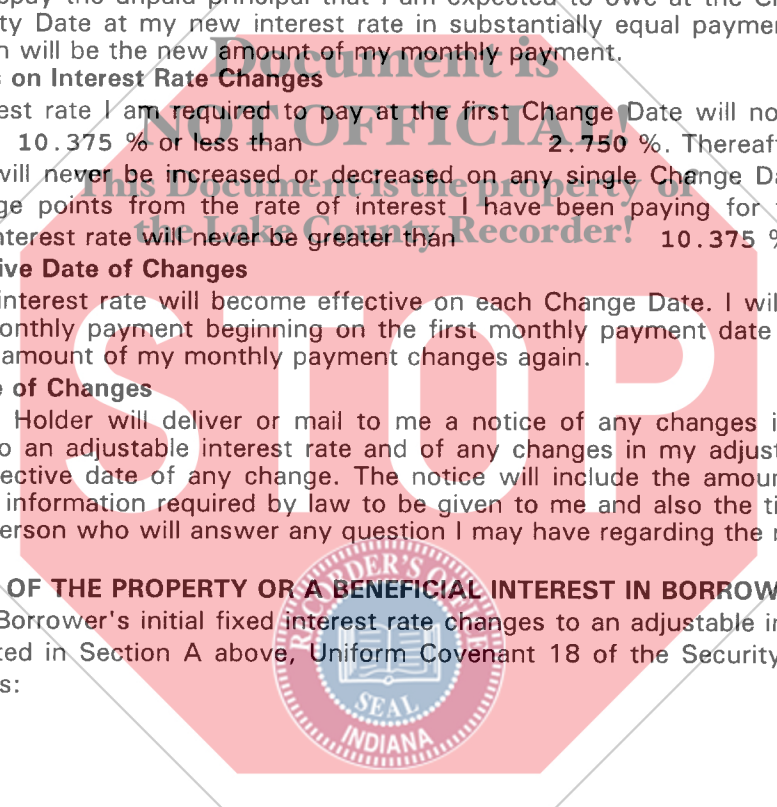 repay the unpaid principal that I am expected to owe at the
ty Date at my new interest rate in substantially equal
will be the new amount of my monthly payment.
on Interest Rate Changes
est rate I am required to pay at the first Change Date will no
10.375 % or less than 2.750 %. Thereaft
will never be increased or decreased on any single Change Da
ge points from the rate of interest I have been paying for
nterest rate will never be greater than 10.375 %
ive Date of Changes
interest rate will become effective on each Change Date. I will
onthly payment beginning on the first monthly payment date
amount of my monthly payment changes again.
of Changes
Holder will deliver or mail to me a notice of any changes i
o an adjustable interest rate and of any changes in my adjust
ective date of any change. The notice will include the amoun
information required by law to be given to me and also the ti
erson who will answer any question I may have regarding the
OF THE PROPERTY OR A BENEFICIAL INTEREST IN BORROW
Borrower's initial fixed interest rate changes to an adjustable in
ted in Section A above, Uniform Covenant 18 of the Security
s:
Document is
NOT OFFICIAL!
This Document is the property of
the Lake County Recorder!
STOP
RECORDER'S OFFICE
SEAL
INDIANA